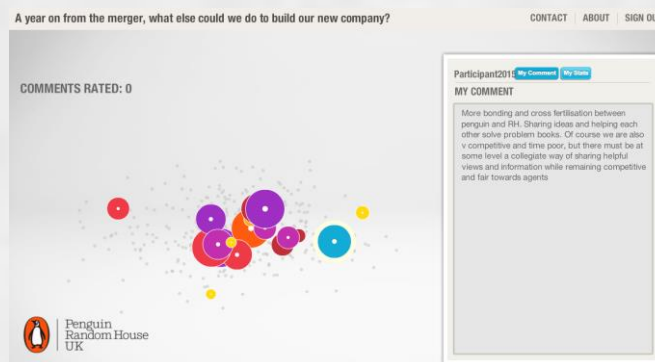 A year on from the merger, what else could we do to build our new company?
CONTACT ABOUT SIGN OU
COMMENTS RATED: 0
Participant2015 My Comment My Stats
MY COMMENT
More bonding and cross fertilisation between
penguin and RH. Sharing ideas and helping each
other solve problem books. Of course we are also
v competitive and time poor, but there must be at
some level a collegiate way of sharing helpful
views and information while remaining competitive
and fair towards agents
Penguin
Random House
UK